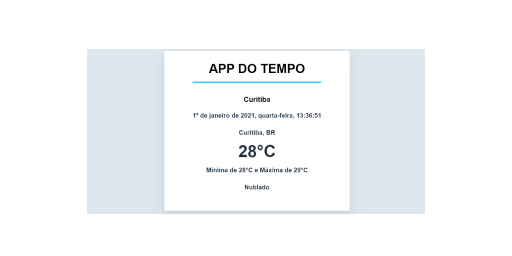 APP DO TEMPO
Curitiba
1º de janeiro de 2021, quarta-feira, 13:36:51
Curitiba, BR
28°C
Mínima de 28°C e Máxima de 29°C
Nublado